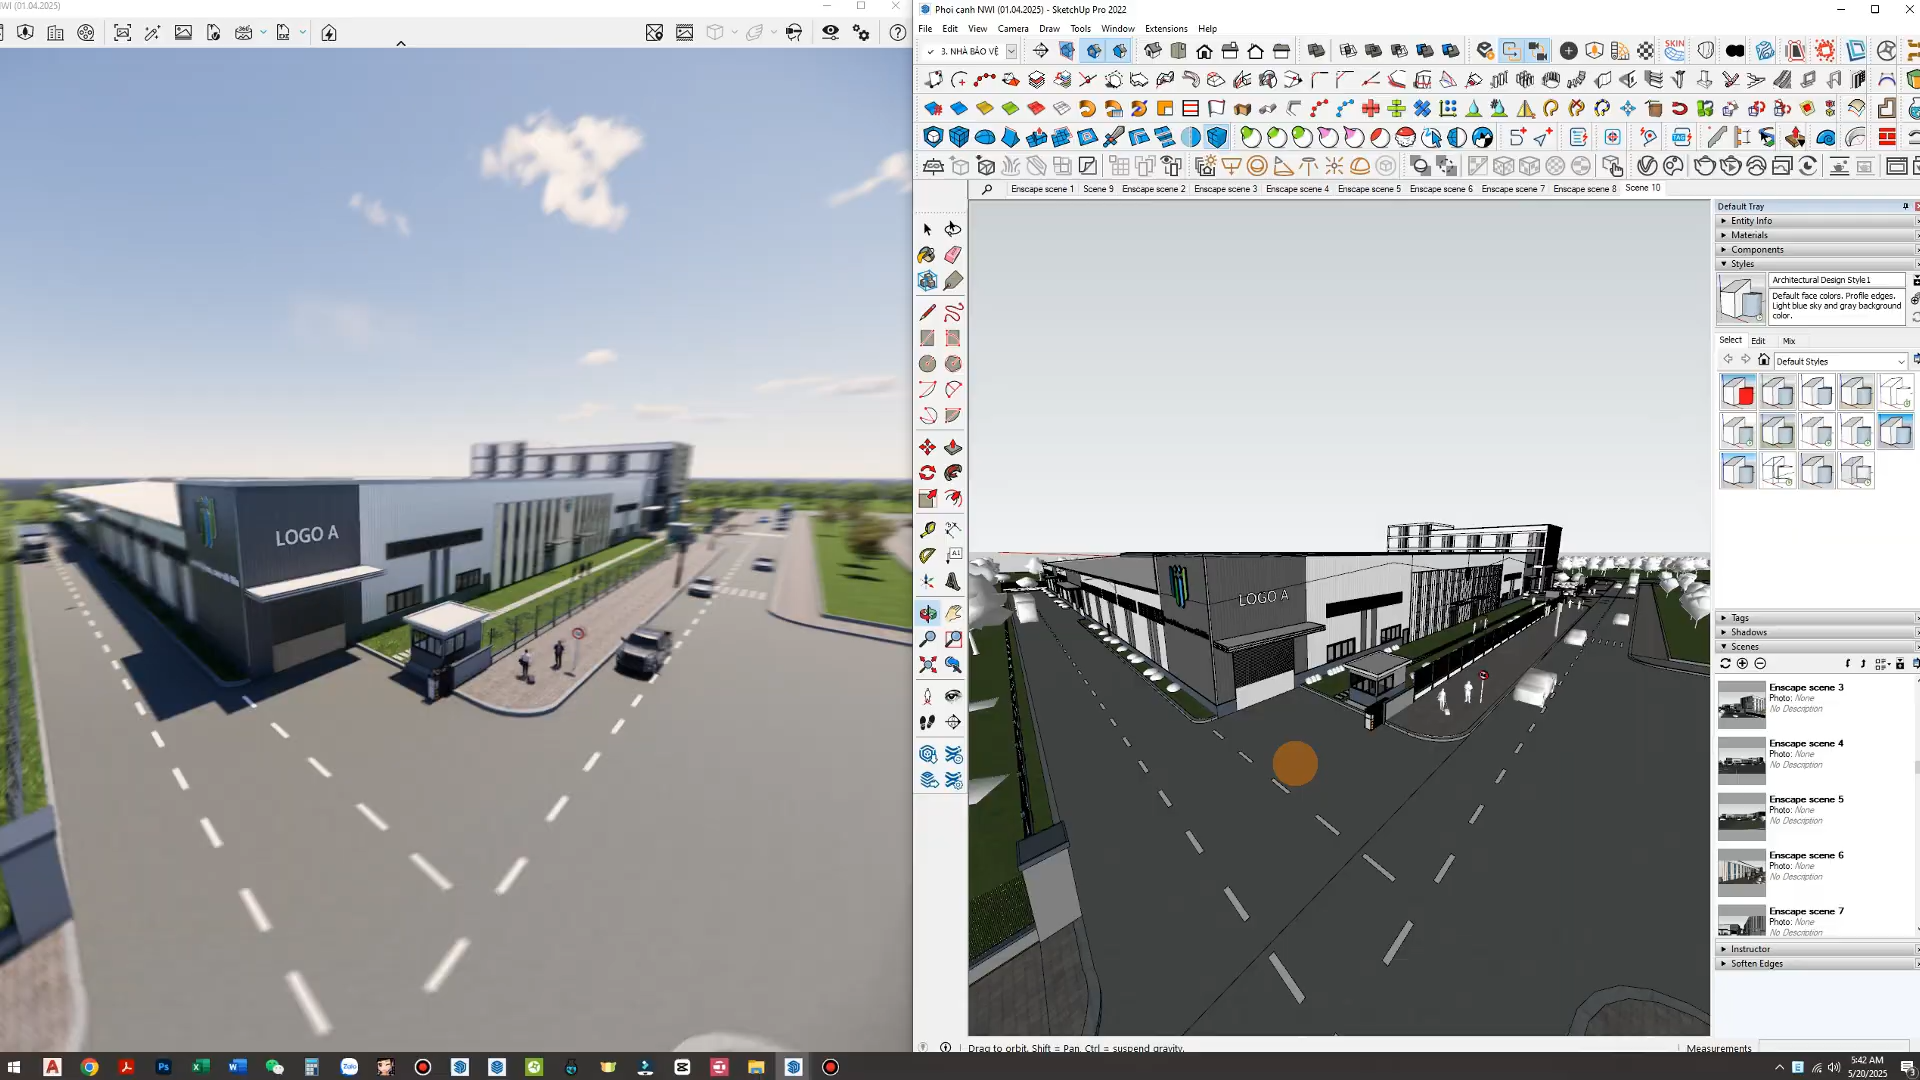 NWI (01.04.2025)
LOGO A
Phoi canh NWI (01.04.2025) - SketchUp Pro 2022
File Edit View Camera Draw Tools Window Extensions Help
3. NHÀ BẢO VỆ
SKIN
TAG
Enscape scene 1 Scene 9 Enscape scene 2 Enscape scene 3 Enscape scene 4 Enscape scene 5 Enscape scene 6 Enscape scene 7 Enscape scene 8 Scene 10
A1
LOGO A
Default Tray
Entity Info
Materials
Components
Styles
Architectural Design Style1
Default face colors. Profile edges.
Light blue sky and gray background
color.
Select Edit Mix
Default Styles
Tags
Shadows
Scenes
Enscape scene 3
Photo: None
No Description
Enscape scene 4
Photo: None
No Description
Enscape scene 5
Photo: None
No Description
Enscape scene 6
Photo: None
No Description
Enscape scene 7
Instructor
Soften Edges
Drag to orbit. Shift = Pan, Ctrl = suspend gravity.
Measurements
Zalo
5:42 AM
5/20/2025